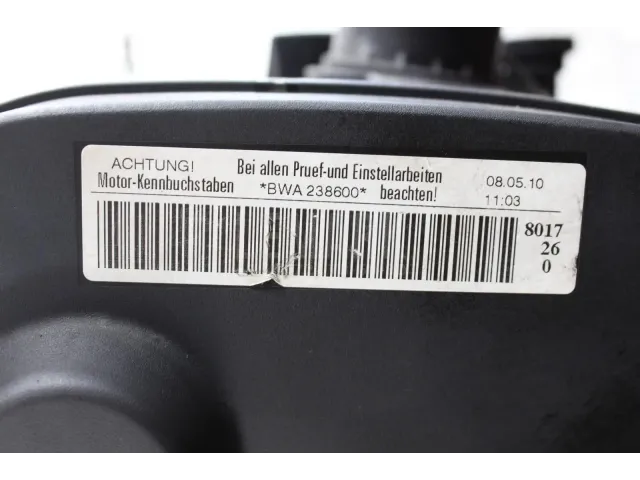 ACHTUNG! Bei allen Pruef-und Einstellarbeiten 08.05.10
Motor-Kennbuchstaben *BWA 238600* beachten! 11:03
8017
26
0